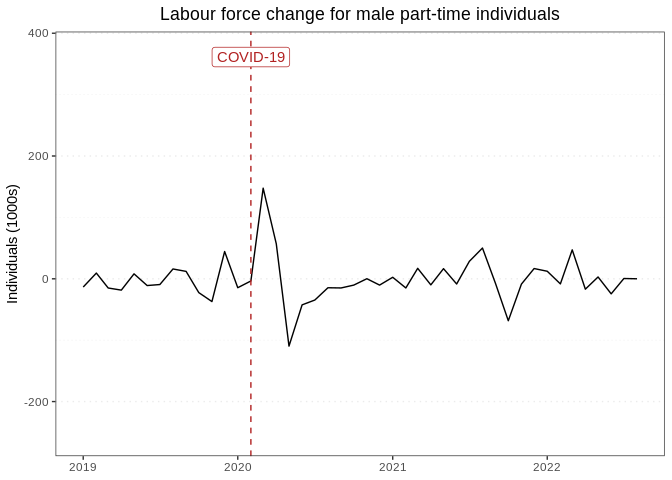 Labour force change for male part-time individuals
400
COVID-19
200
Individuals (1000s)
0
-200
2019 2020 2021 2022